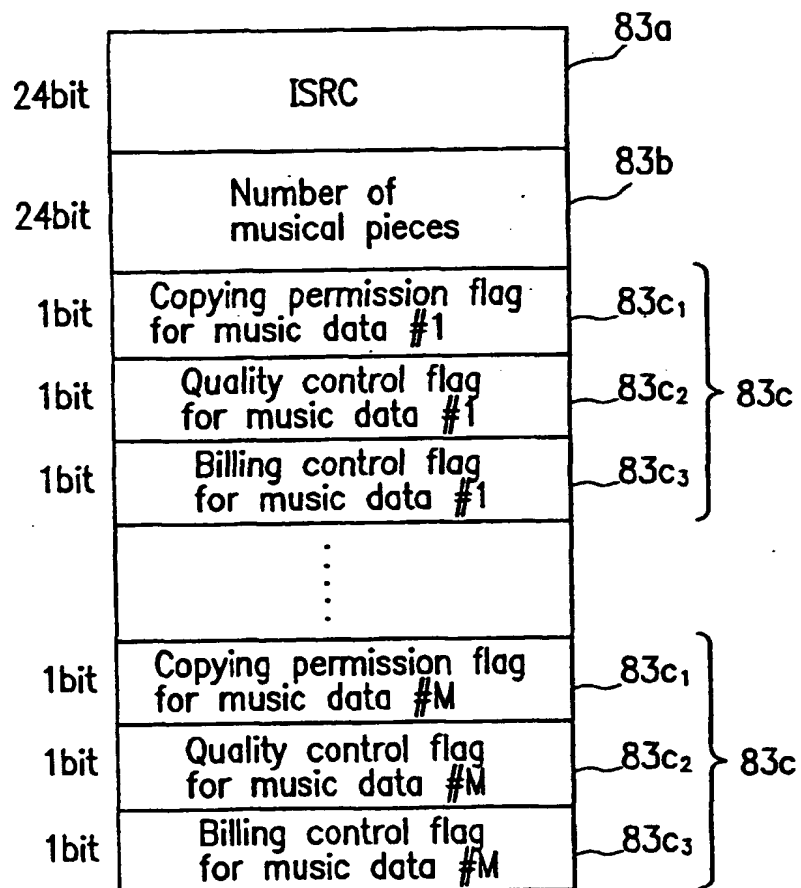 83a
24bit ISRC
83b
24bit Number of
musical pieces
1bit Copying permission flag
for music data #1 83c1
1bit Quality control flag
for music data #1 83c2 83c
1bit Billing control flag
for music data #1 83c3
1bit Copying permission flag
for music data #M 83c1
1bit Quality control flag
for music data #M 83c2 83c
1bit Billing control flag
for music data #M 83c3